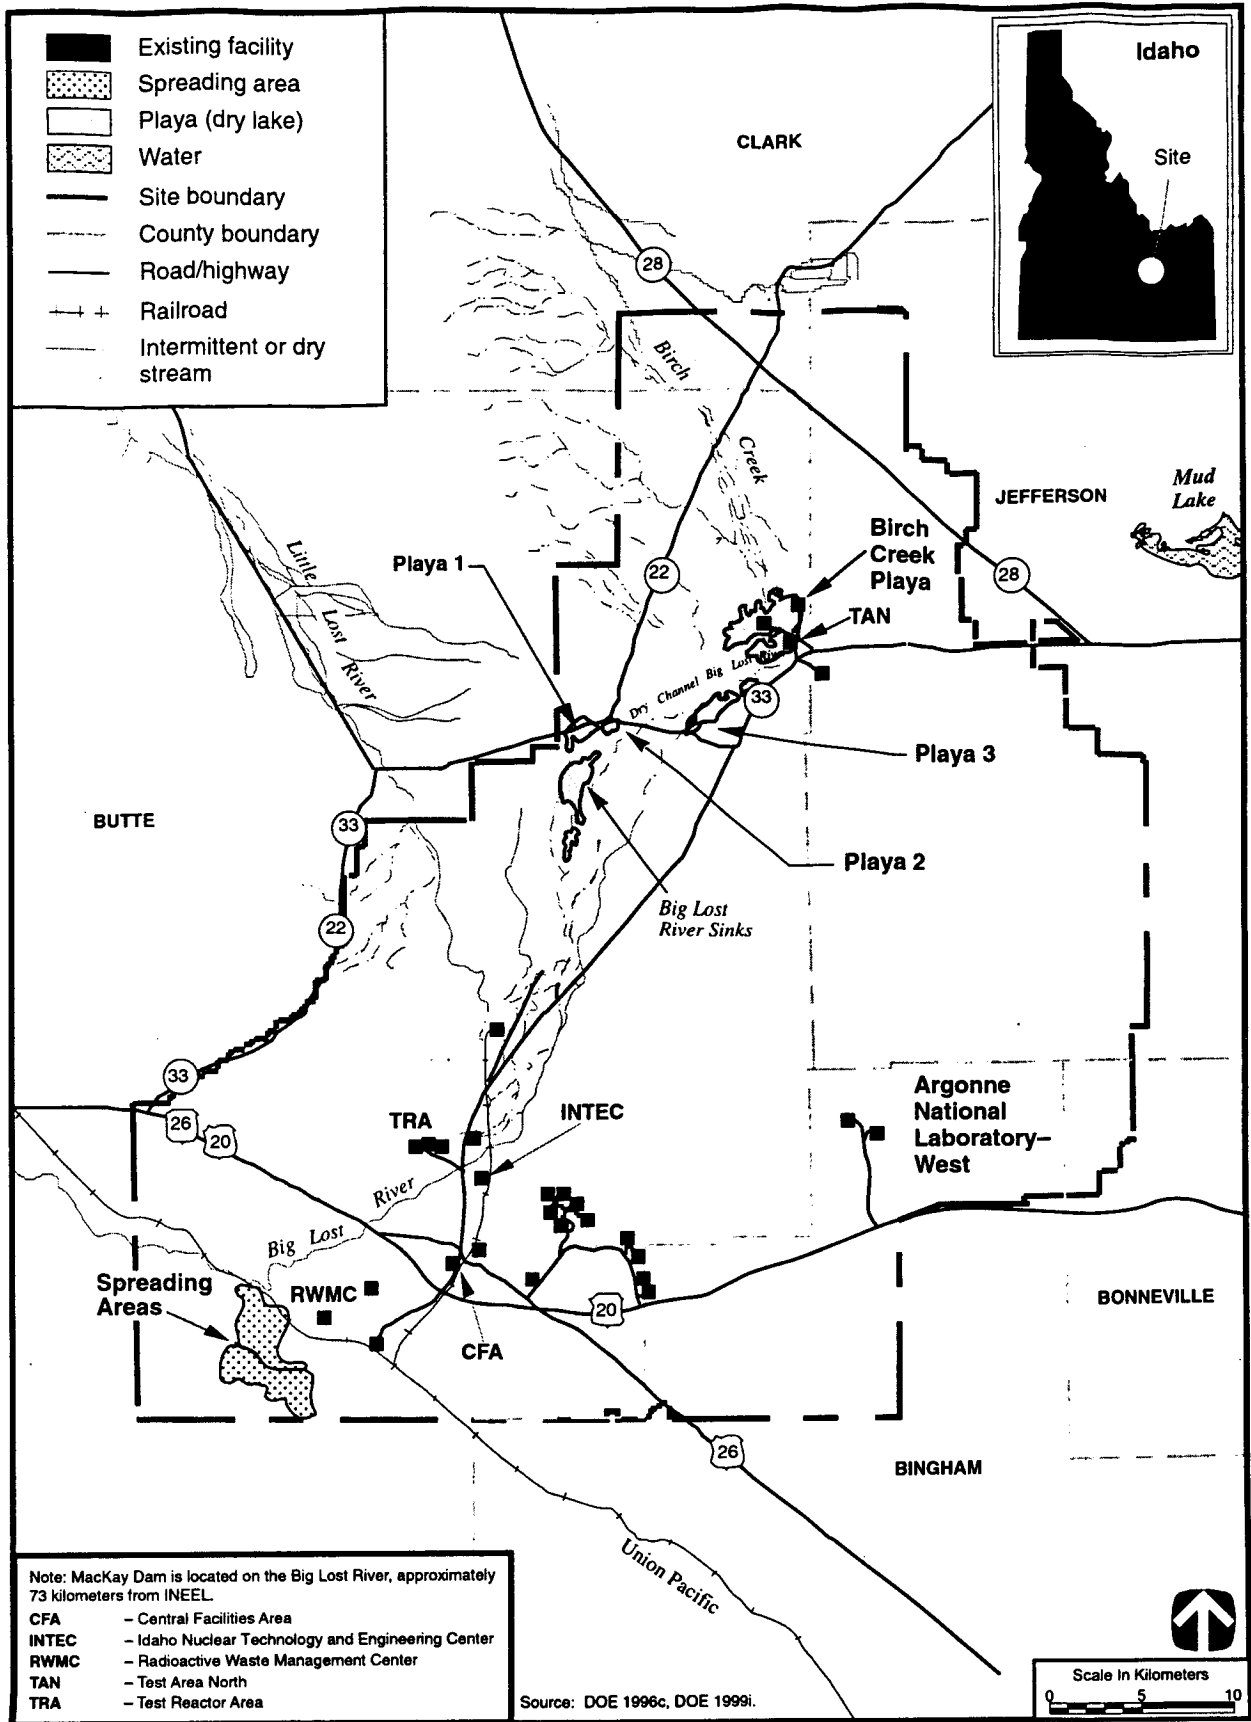 Existing facility
Spreading area
Playa (dry lake)
Water
Site boundary
County boundary
Road/highway
Railroad
Intermittent or dry
stream
Idaho
Site
CLARK
28
Birch
Creek
JEFFERSON
Mud
Lake
Birch
Creek
Playa
Playa 1
22
28
TAN
Little
Lost
River
Dry Channel Big Lost River
33
Playa 3
BUTTE
33
Playa 2
Big Lost
River Sinks
22
33
26
20
TRA
INTEC
Argonne
National
Laboratory–
West
River
Big Lost
Spreading
Areas
RWMC
20
BONNEVILLE
CFA
26
BINGHAM
Union Pacific
Note: MacKay Dam is located on the Big Lost River, approximately
73 kilometers from INEEL.
CFA – Central Facilities Area
INTEC – Idaho Nuclear Technology and Engineering Center
RWMC – Radioactive Waste Management Center
TAN – Test Area North
TRA – Test Reactor Area
Source: DOE 1996c, DOE 1999i.
Scale In Kilometers
0 5 10